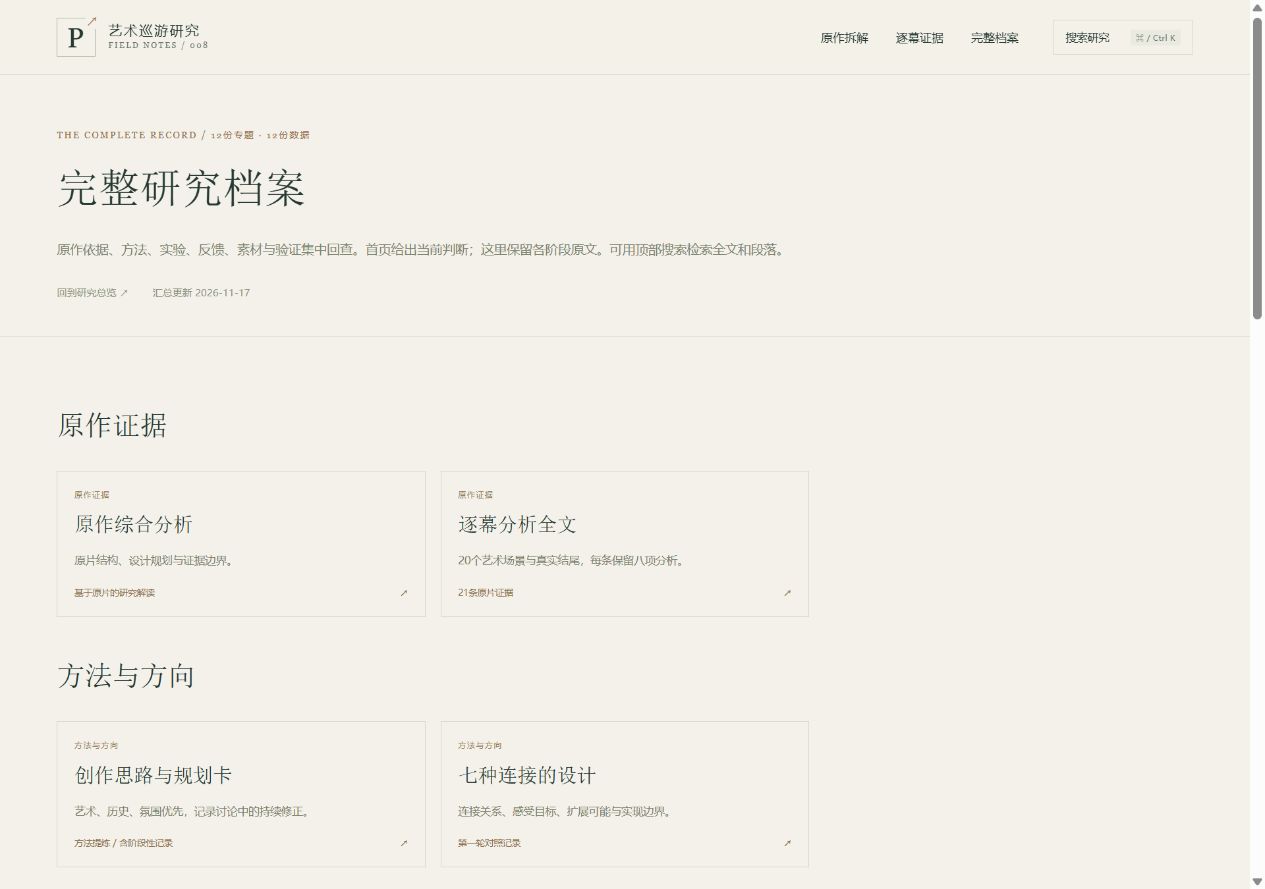 P
艺术巡游研究
FIELD NOTES / 008
原作拆解
逐幕证据
完整档案
搜索研究
⌘ / Ctrl K
THE COMPLETE RECORD / 12份专题 · 12份数据
完整研究档案
原作依据、方法、实验、反馈、素材与验证集中回查。首页给出当前判断；这里保留各阶段原文。可用顶部搜索检索全文和段落。
回到研究总览 ↗ 汇总更新 2026-11-17
原作证据
原作证据
原作综合分析
原片结构、设计规划与证据边界。
基于原片的研究解读 ↗
原作证据
逐幕分析全文
20个艺术场景与真实结尾，每条保留八项分析。
21条原片证据 ↗
方法与方向
方法与方向
创作思路与规划卡
艺术、历史、氛围优先，记录讨论中的持续修正。
方法提炼 / 含阶段性记录 ↗
方法与方向
七种连接的设计
连接关系、感受目标、扩展可能与实现边界。
第一轮对照记录 ↗